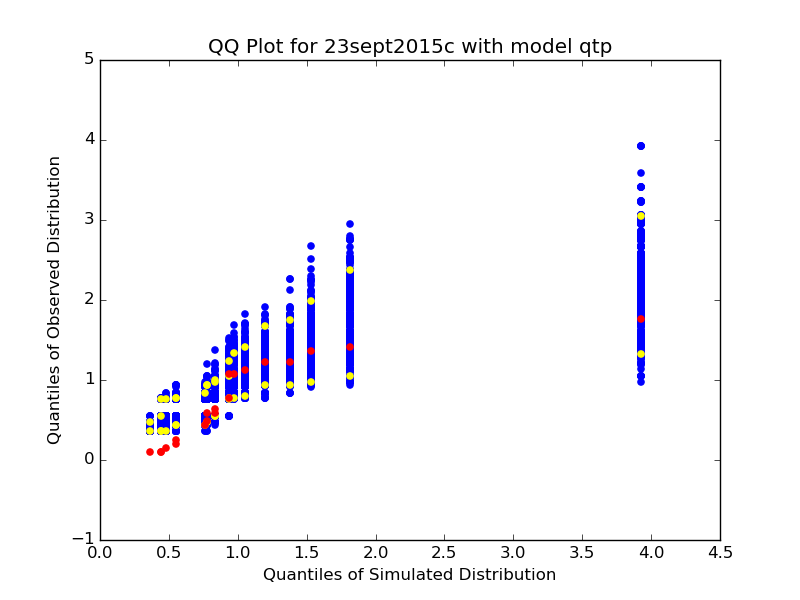 QQ Plot for 23sept2015c with model qtp
Quantiles of Observed Distribution
5
4
3
2
1
0
−1
0.0 0.5 1.0 1.5 2.0 2.5 3.0 3.5 4.0 4.5
Quantiles of Simulated Distribution